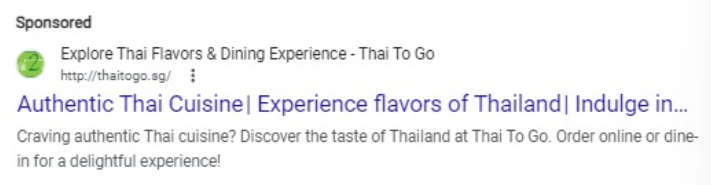 Sponsored
Explore Thai Flavors & Dining Experience - Thai To Go
http://thaitogo.sg/
Authentic Thai Cuisine| Experience flavors of Thailand| Indulge in...
Craving authentic Thai cuisine? Discover the taste of Thailand at Thai To Go. Order online or dine-
in for a delightful experience!